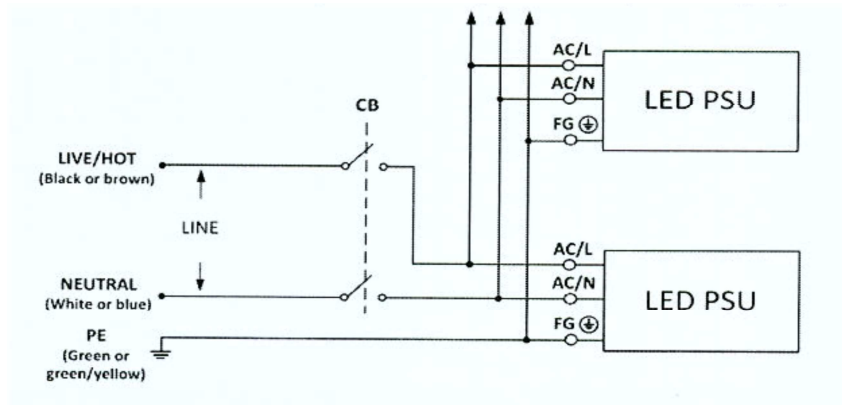 AC/L
AC/N
FG
LED PSU
CB
LIVE/HOT
(Black or brown)
LINE
NEUTRAL
(White or blue)
PE
(Green or
green/yellow)
AC/L
AC/N
FG
LED PSU